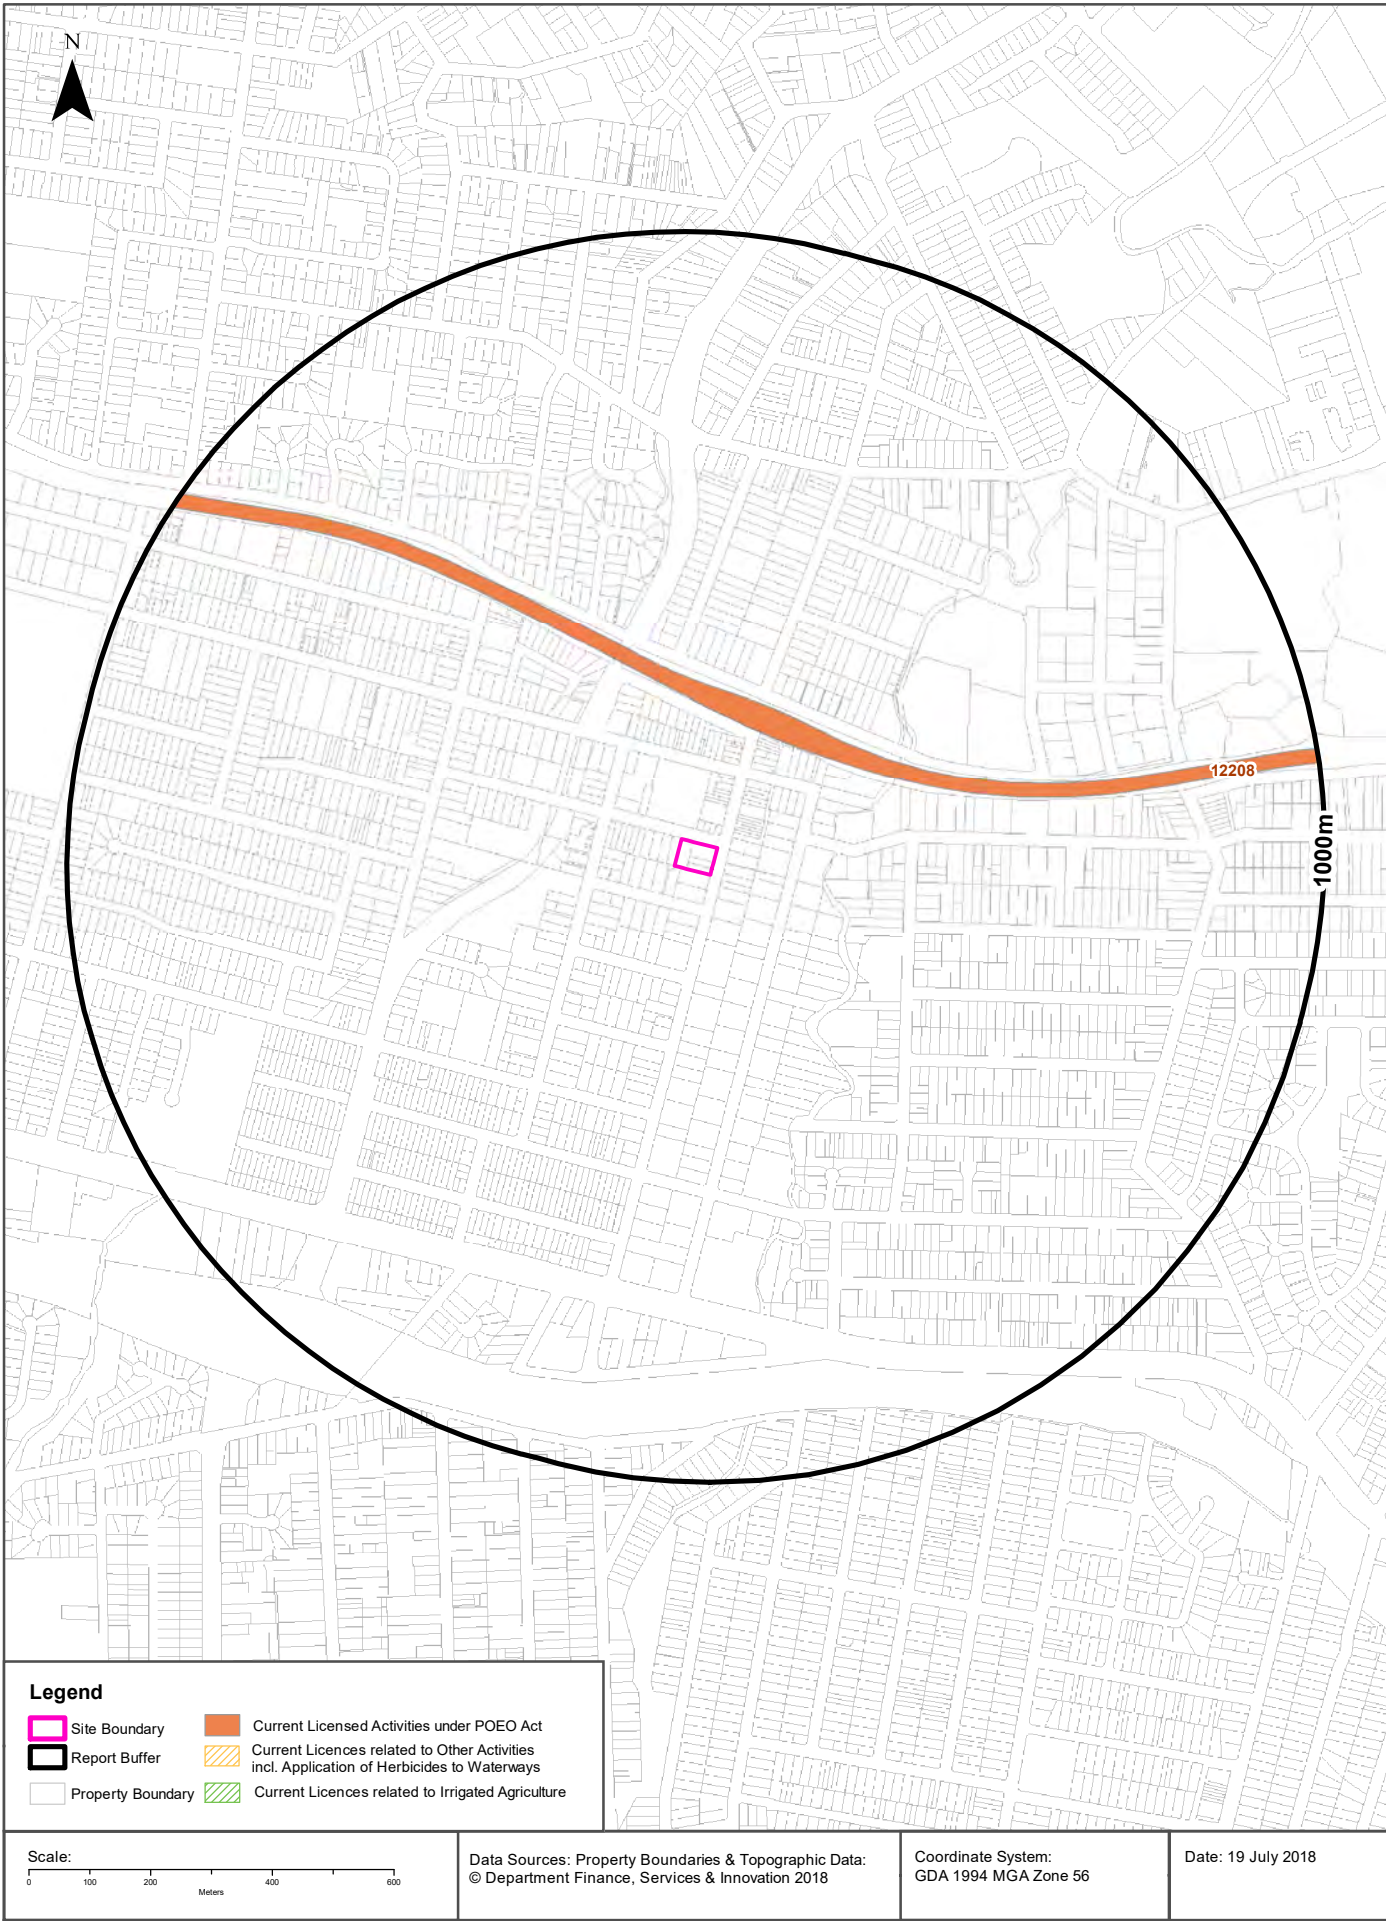 N
12208
1000m
Legend
Site Boundary
Report Buffer
Property Boundary
Current Licensed Activities under POEO Act
Current Licences related to Other Activities
incl. Application of Herbicides to Waterways
Current Licences related to Irrigated Agriculture
Scale:
0 100 200 400 600
Meters
Data Sources: Property Boundaries & Topographic Data:
© Department Finance, Services & Innovation 2018
Coordinate System:
GDA 1994 MGA Zone 56
Date: 19 July 2018